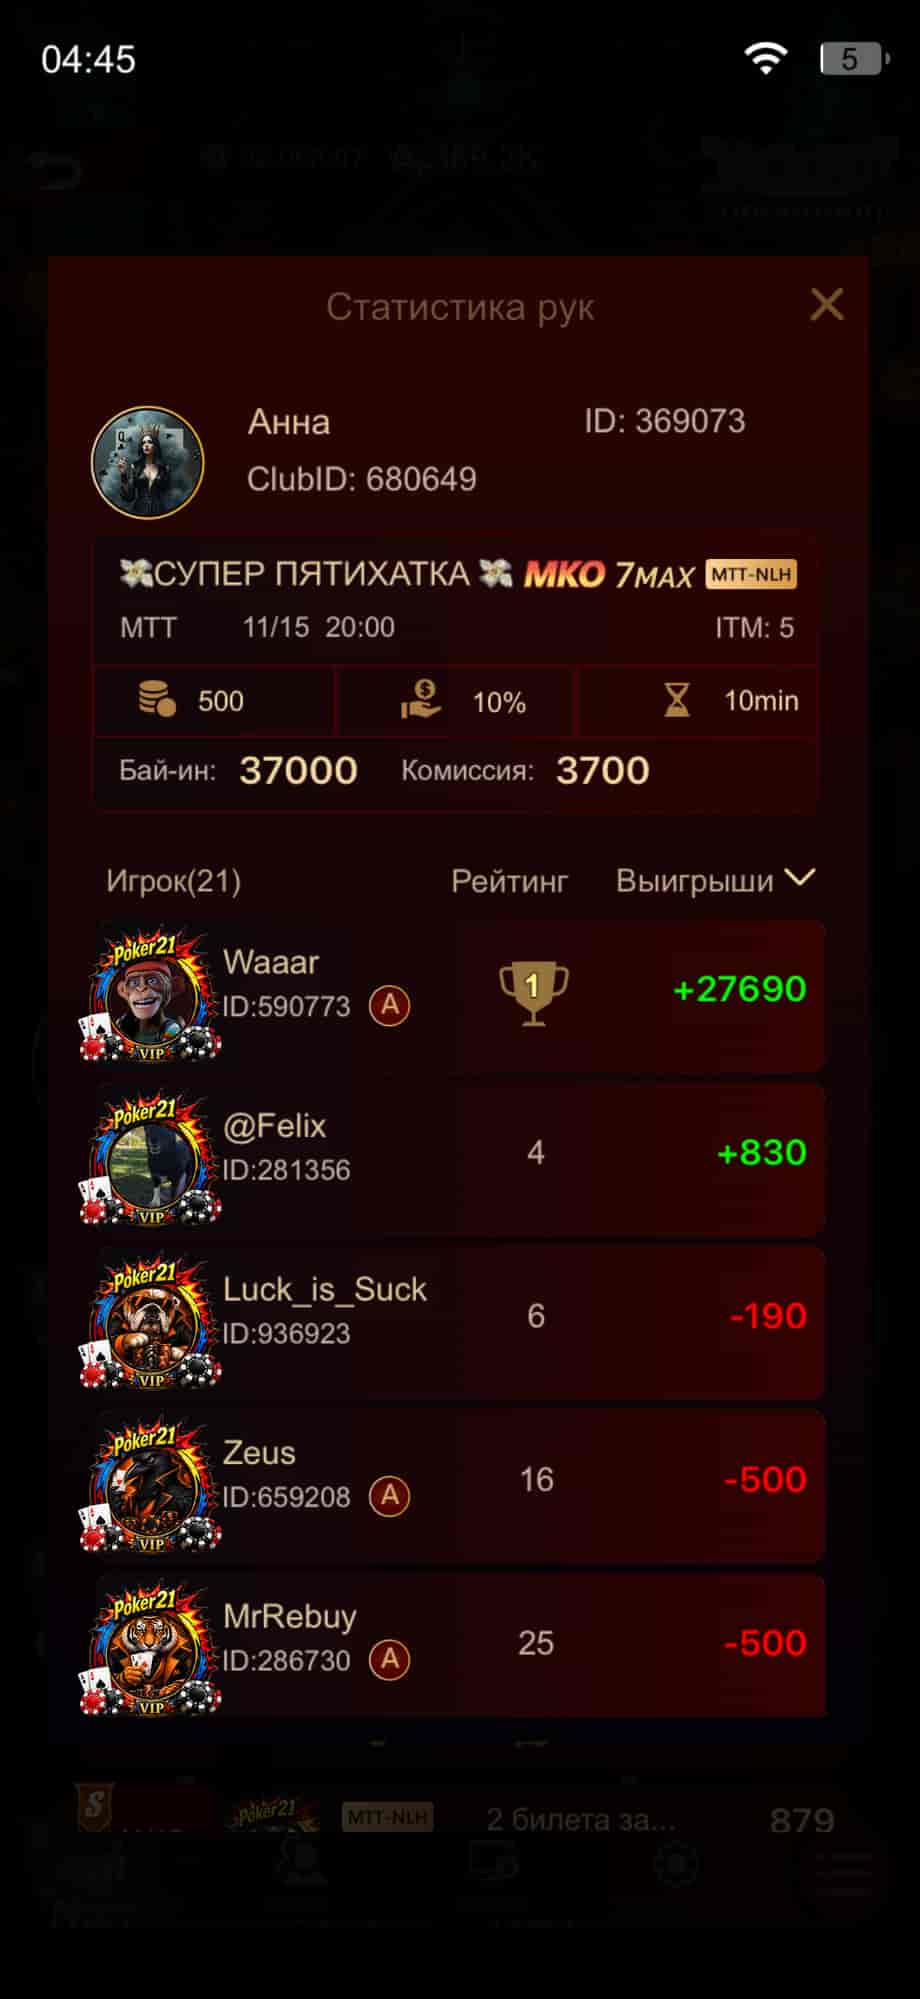 04:45
5
Статистика рук
Анна
ID: 369073
ClubID: 680649
💸СУПЕР ПЯТИХАТКА 💸 MKO 7MAX MTT-NLH
MTT 11/15 20:00 ITM: 5
500 10% 10min
Бай-ин: 37000 Комиссия: 3700
Игрок(21) Рейтинг Выигрыши
Poker21
VIP
Waaar
ID:590773 A
1
+27690
Poker21
VIP
@Felix
ID:281356
4
+830
Poker21
VIP
Luck_is_Suck
ID:936923
6
-190
Poker21
VIP
Zeus
ID:659208 A
16
-500
Poker21
VIP
MrRebuy
ID:286730 A
25
-500
S
Poker21
MTT-NLH
2 билета за...
879